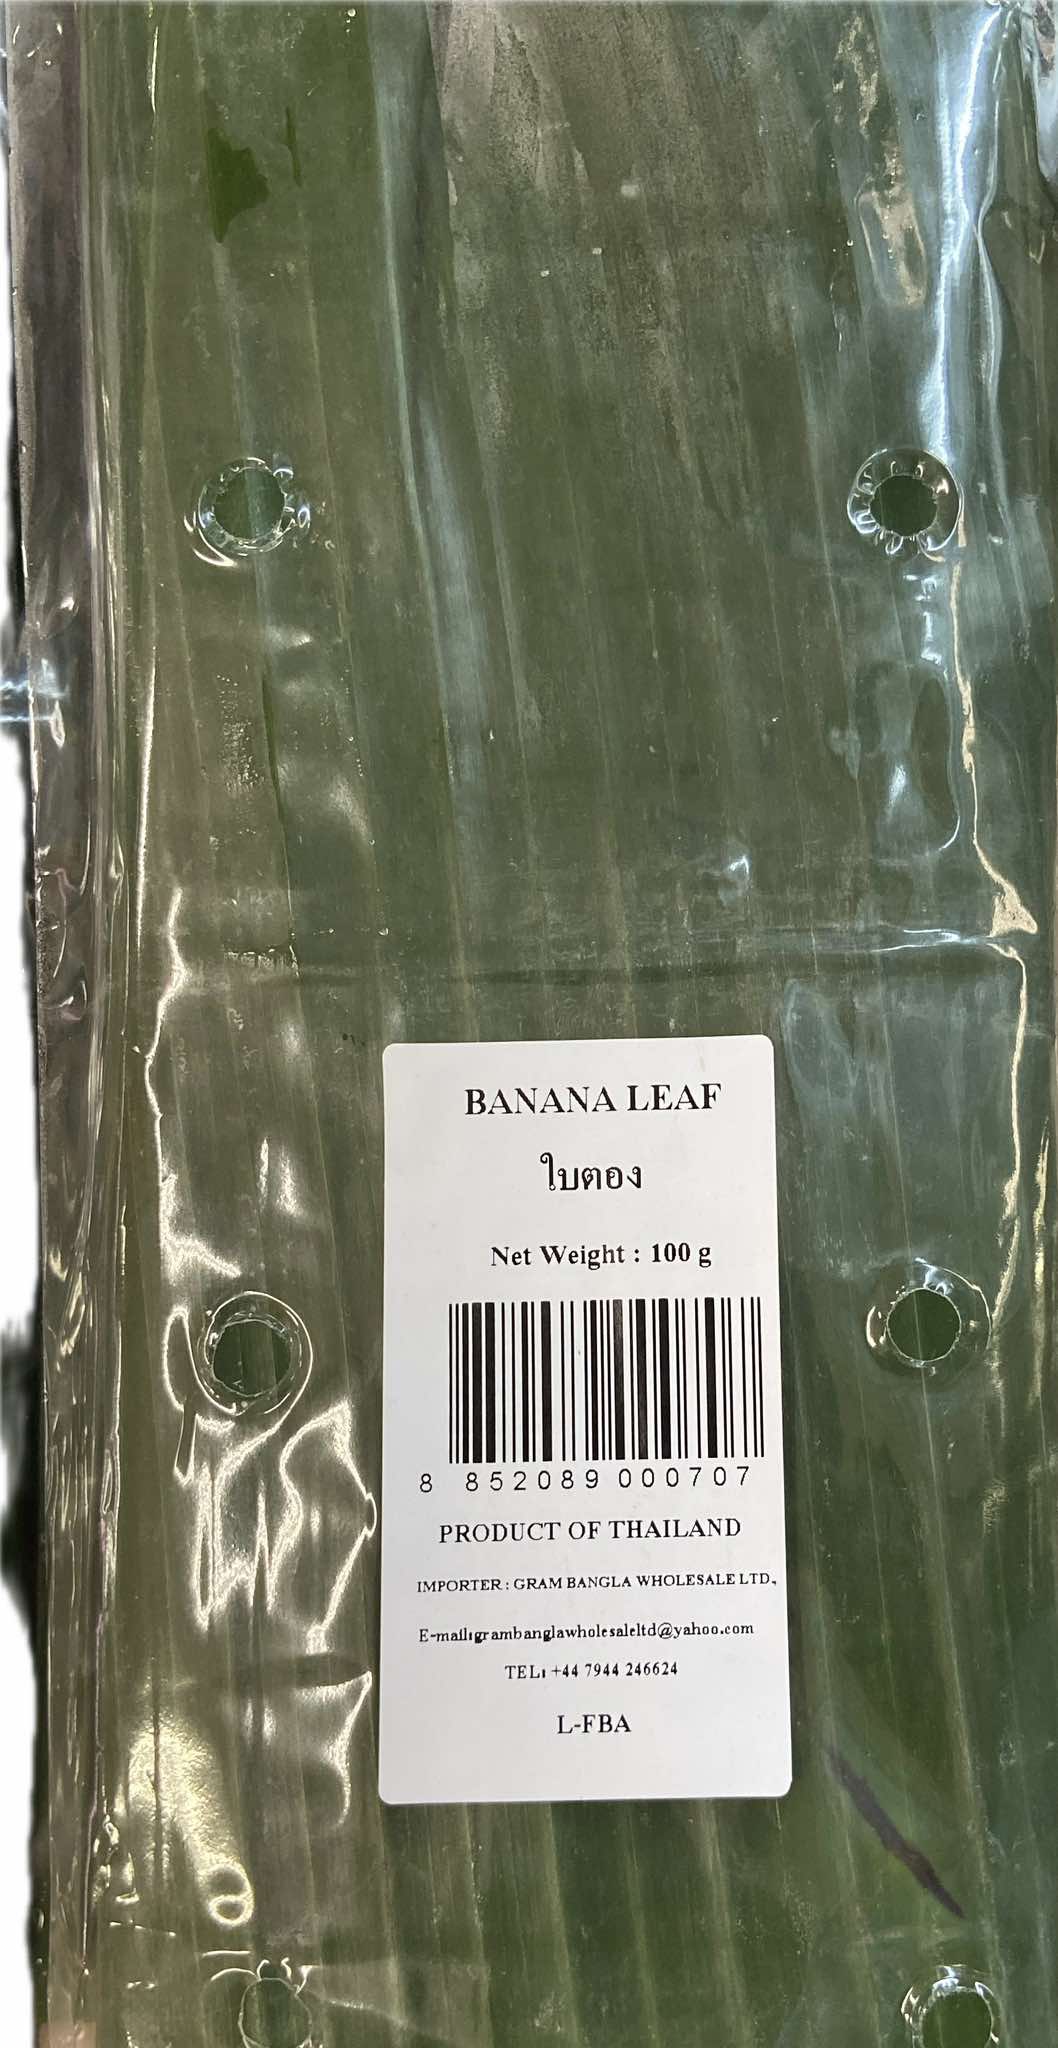 BANANA LEAF
ใบตอง
Net Weight : 100 g
8 852089 000707
PRODUCT OF THAILAND
IMPORTER : GRAM BANGLA WHOLESALE LTD,
E-mail:grambanglawholesaleltd@yahoo.com
TEL: +44 7944 246624
L-FBA